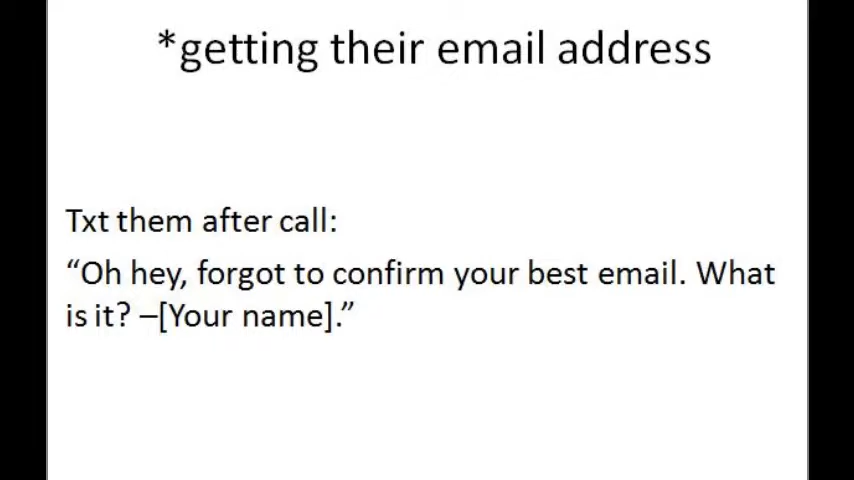 *getting their email address
Txt them after call:
“Oh hey, forgot to confirm your best email. What
is it? –[Your name].”